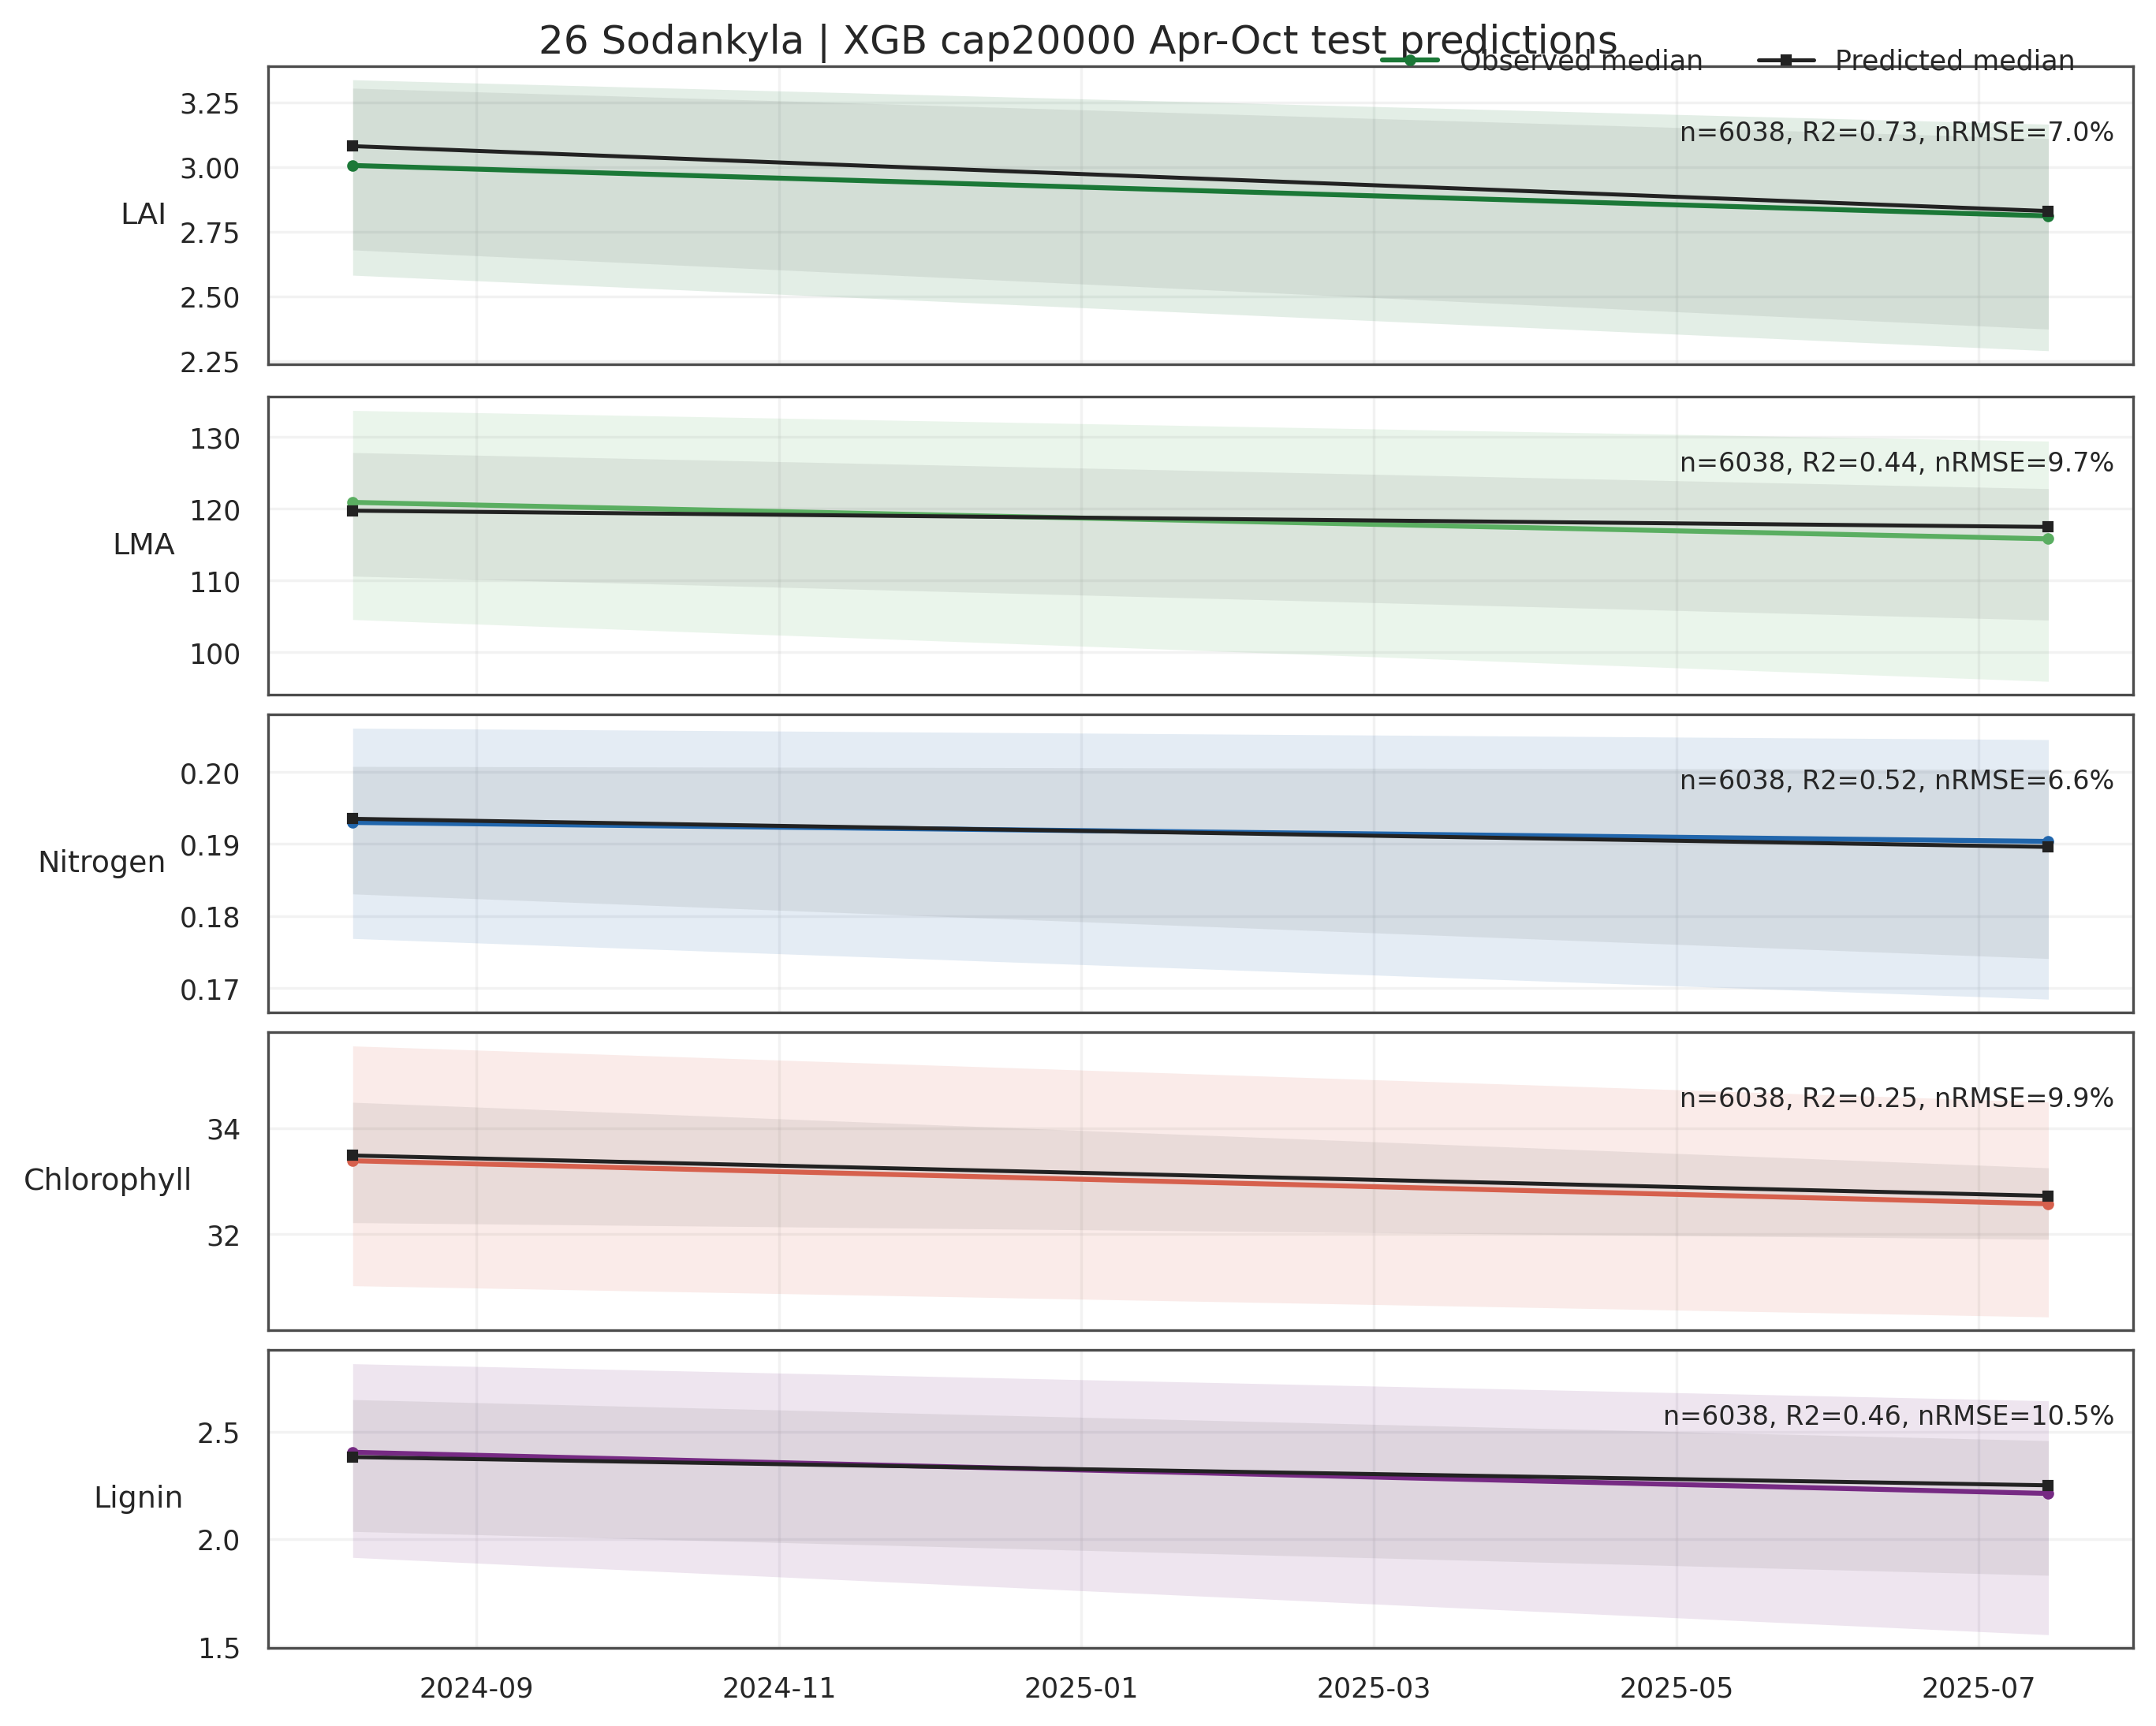 26 Sodankyla | XGB cap20000 Apr-Oct test predictions
Observed median
Predicted median
3.25
3.00
2.75
2.50
2.25
LAI
n=6038, R2=0.73, nRMSE=7.0%
130
120
110
100
LMA
n=6038, R2=0.44, nRMSE=9.7%
0.20
0.19
0.18
0.17
Nitrogen
n=6038, R2=0.52, nRMSE=6.6%
34
32
Chlorophyll
n=6038, R2=0.25, nRMSE=9.9%
2.5
2.0
1.5
Lignin
n=6038, R2=0.46, nRMSE=10.5%
2024-09 2024-11 2025-01 2025-03 2025-05 2025-07